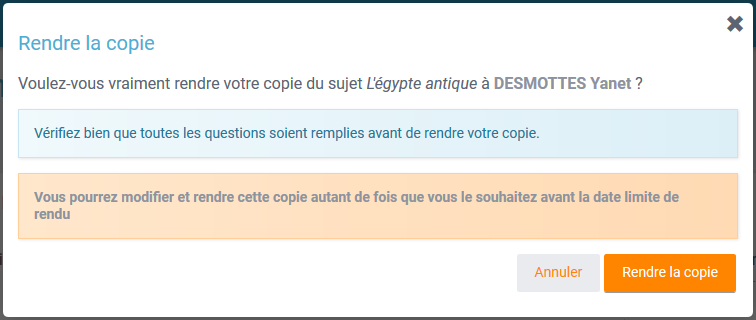 Rendre la copie
Voulez-vous vraiment rendre votre copie du sujet L'égypte antique à DESMOTTES Yanet ?
Vérifiez bien que toutes les questions soient remplies avant de rendre votre copie.
Vous pourrez modifier et rendre cette copie autant de fois que vous le souhaitez avant la date limite de
rendu
Annuler
Rendre la copie